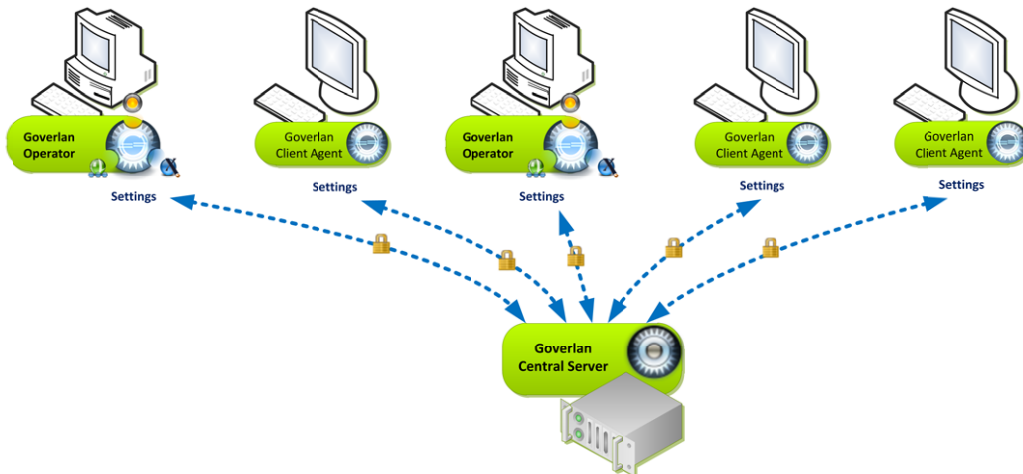 Goverlan
Operator
Settings
Goverlan
Client Agent
Settings
Goverlan
Operator
Settings
Goverlan
Client Agent
Settings
Goverlan
Client Agent
Settings
Goverlan
Central Server